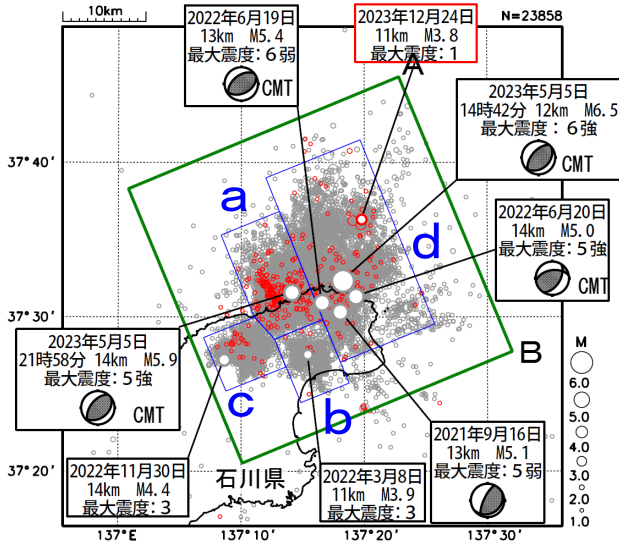 10km
N=23858
2022年6月19日
13km M5.4
最大震度:6弱
CMT
2023年12月24日
11km M3.8
最大震度:1
A
2023年5月5日
14時42分 12km M6.5
最大震度:6強
CMT
37°40′
a
2022年6月20日
14km M5.0
最大震度:5強
CMT
d
37°30′
2023年5月5日
21時58分 14km M5.9
最大震度:5強
CMT
B
M
6.0
5.0
4.0
3.0
2.0
1.0
c
b
2021年9月16日
13km M5.1
最大震度:5弱
37°20′
2022年11月30日
14km M4.4
最大震度:3
石川県
2022年3月8日
11km M3.9
最大震度:3
137°E
137°10′
137°20′
137°30′